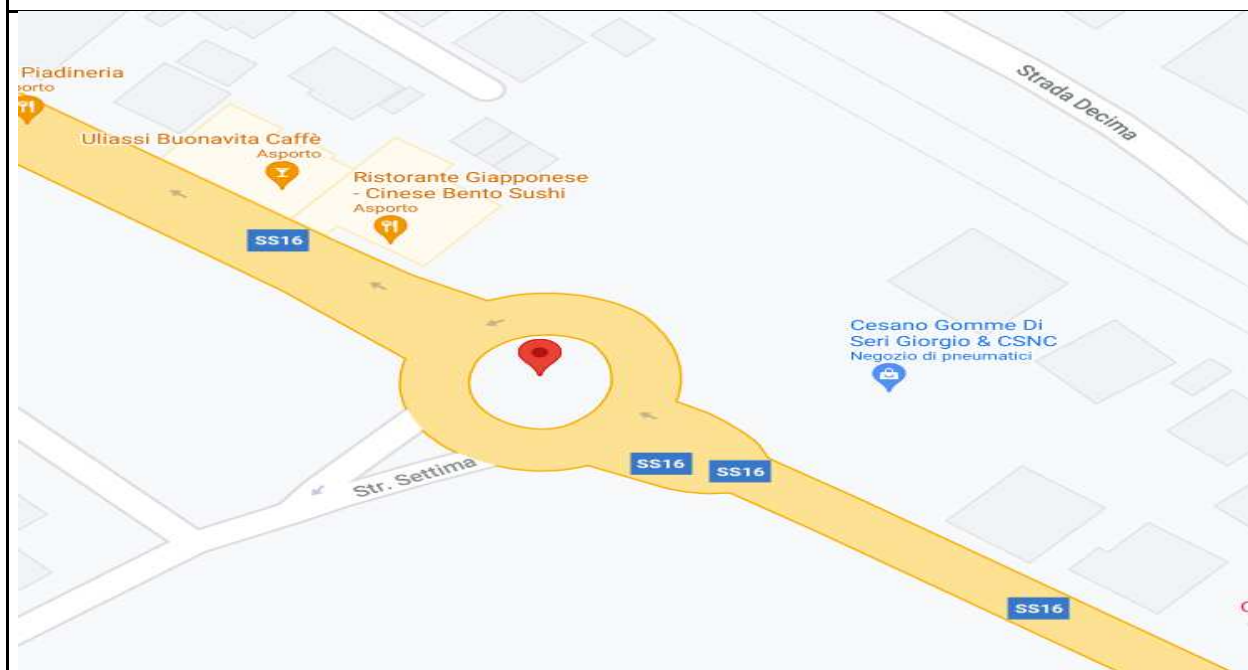 Piadineria
Strada Decima
Uliassi Buonavita Caffè
Asporto
Ristorante Giapponese
- Cinese Bento Sushi
Asporto
SS16
Cesano Gomme Di
Seri Giorgio & CSNC
Negozio di pneumatici
Str. Settima
SS16
SS16
SS16